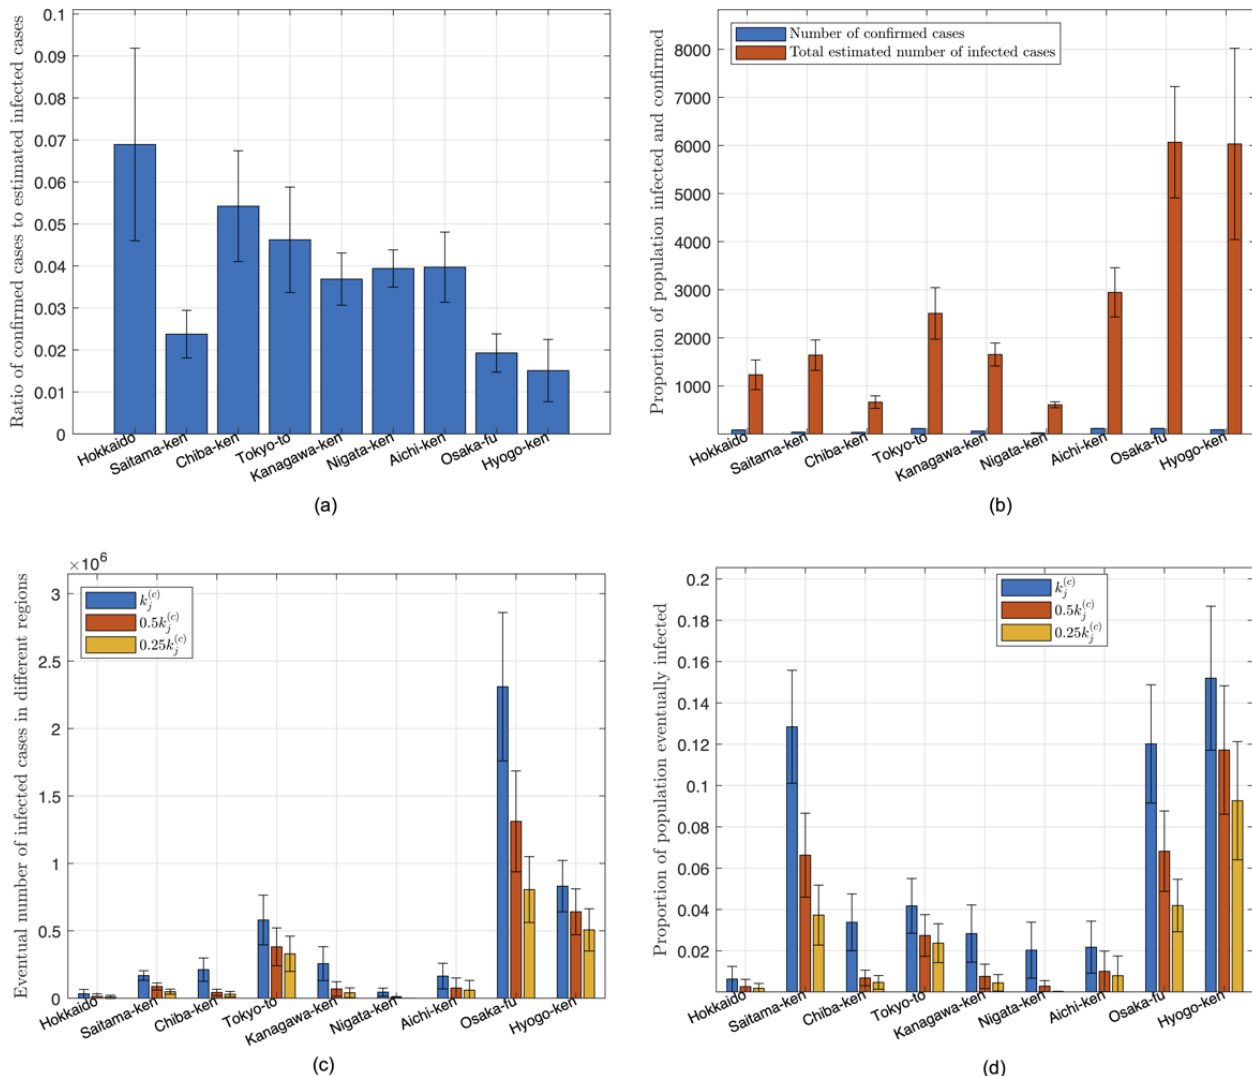 Ratio of confirmed cases to estimated infected cases
0.1
0.09
0.08
0.07
0.06
0.05
0.04
0.03
0.02
0.01
0
Hokkaido
Saitama-ken
Chiba-ken
Tokyo-to
Kanagawa-ken
Nigata-ken
Aichi-ken
Osaka-fu
Hyogo-ken
(a)
Proportion of population infected and confirmed
Number of confirmed cases
Total estimated number of infected cases
8000
7000
6000
5000
4000
3000
2000
1000
Hokkaido
Saitama-ken
Chiba-ken
Tokyo-to
Kanagawa-ken
Nigata-ken
Aichi-ken
Osaka-fu
Hyogo-ken
(b)
Eventual number of infected cases in different regions
×10⁶
k_j^(c)
0.5k_j^(c)
0.25k_j^(c)
3
2.5
2
1.5
1
0.5
0
Hokkaido
Saitama-ken
Chiba-ken
Tokyo-to
Kanagawa-ken
Nigata-ken
Aichi-ken
Osaka-fu
Hyogo-ken
(c)
Proportion of population eventually infected
k_j^(c)
0.5k_j^(c)
0.25k_j^(c)
0.2
0.18
0.16
0.14
0.12
0.1
0.08
0.06
0.04
0.02
Hokkaido
Saitama-ken
Chiba-ken
Tokyo-to
Kanagawa-ken
Nigata-ken
Aichi-ken
Osaka-fu
Hyogo-ken
(d)